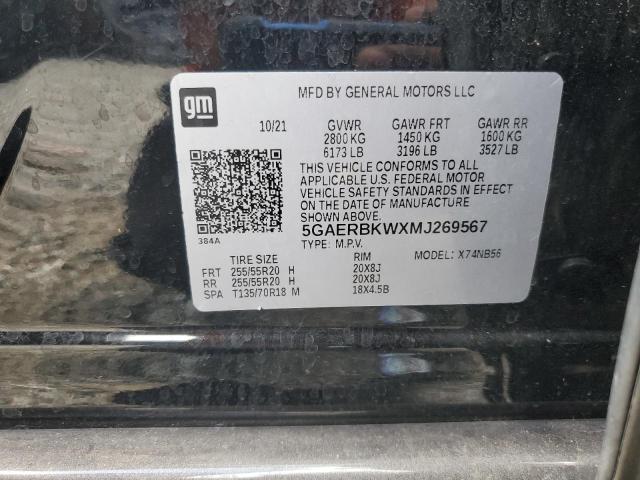 gm
MFD BY GENERAL MOTORS LLC
10/21 GVWR GAWR FRT GAWR RR
2800 KG 1450 KG 1600 KG
6173 LB 3196 LB 3527 LB
THIS VEHICLE CONFORMS TO ALL
APPLICABLE U.S. FEDERAL MOTOR
VEHICLE SAFETY STANDARDS IN EFFECT
ON THE DATE OF MANUFACTURE SHOWN ABOVE.
5GAERBKWXMJ269567
384A
TYPE: M.P.V. MODEL: X74NB56
TIRE SIZE RIM
FRT 255/55R20 H 20X8J
RR 255/55R20 H 20X8J
SPA T135/70R18 M 18X4.5B